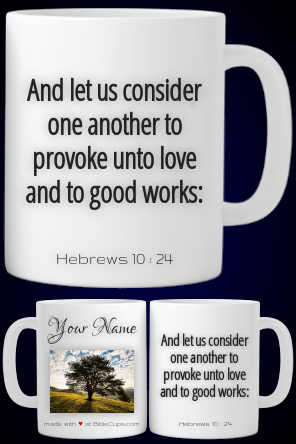 And let us consider
one another to
provoke unto love
and to good works:
Hebrews 10 : 24
Your Name
made with ♥ at BibleCups.com
And let us consider
one another to
provoke unto love
and to good works:
Hebrews 10 : 24